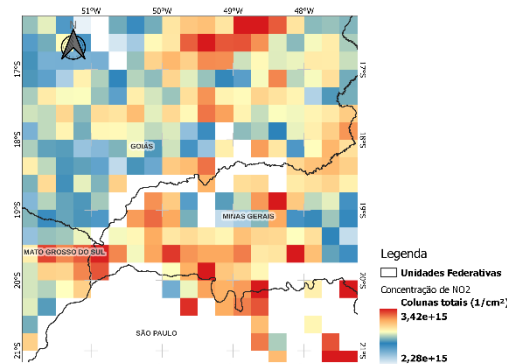 51°W 50°W 49°W 48°W
17°S 17°S
18°S 18°S
GOIÁS
19°S 19°S
MINAS GERAIS
MATO GROSSO DO SUL
20°S 20°S
SÃO PAULO
21°S 21°S
Legenda
Unidades Federativas
Concentração de NO2
Colunas totais (1/cm²)
3,42e+15
2,28e+15